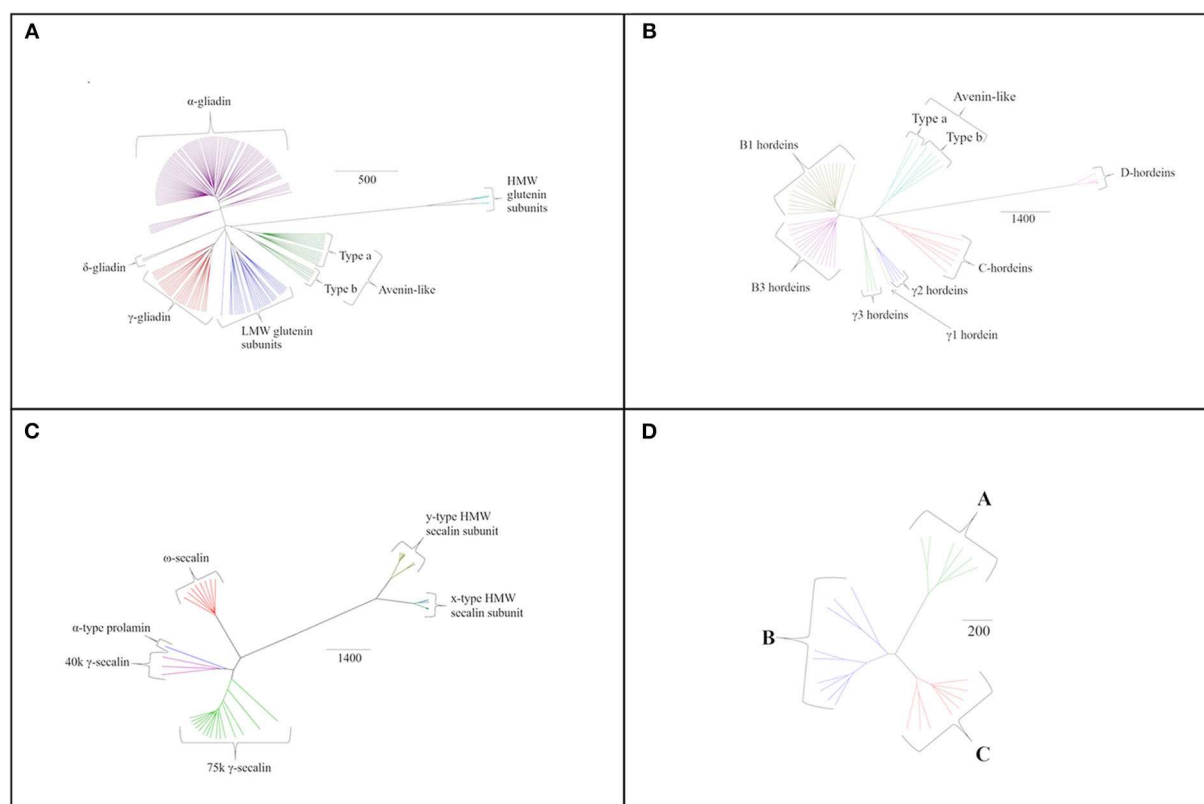 A
α-gliadin
500
HMW
glutenin
subunits
δ-gliadin
γ-gliadin
LMW glutenin
subunits
Type a
Type b
Avenin-like
B
Avenin-like
Type a
Type b
B1 hordeins
D-hordeins
1400
B3 hordeins
C-hordeins
γ2 hordeins
γ3 hordeins
γ1 hordein
C
y-type HMW
secalin subunit
ω-secalin
x-type HMW
secalin subunit
α-type prolamin
40k γ-secalin
1400
75k γ-secalin
D
A
200
B
C